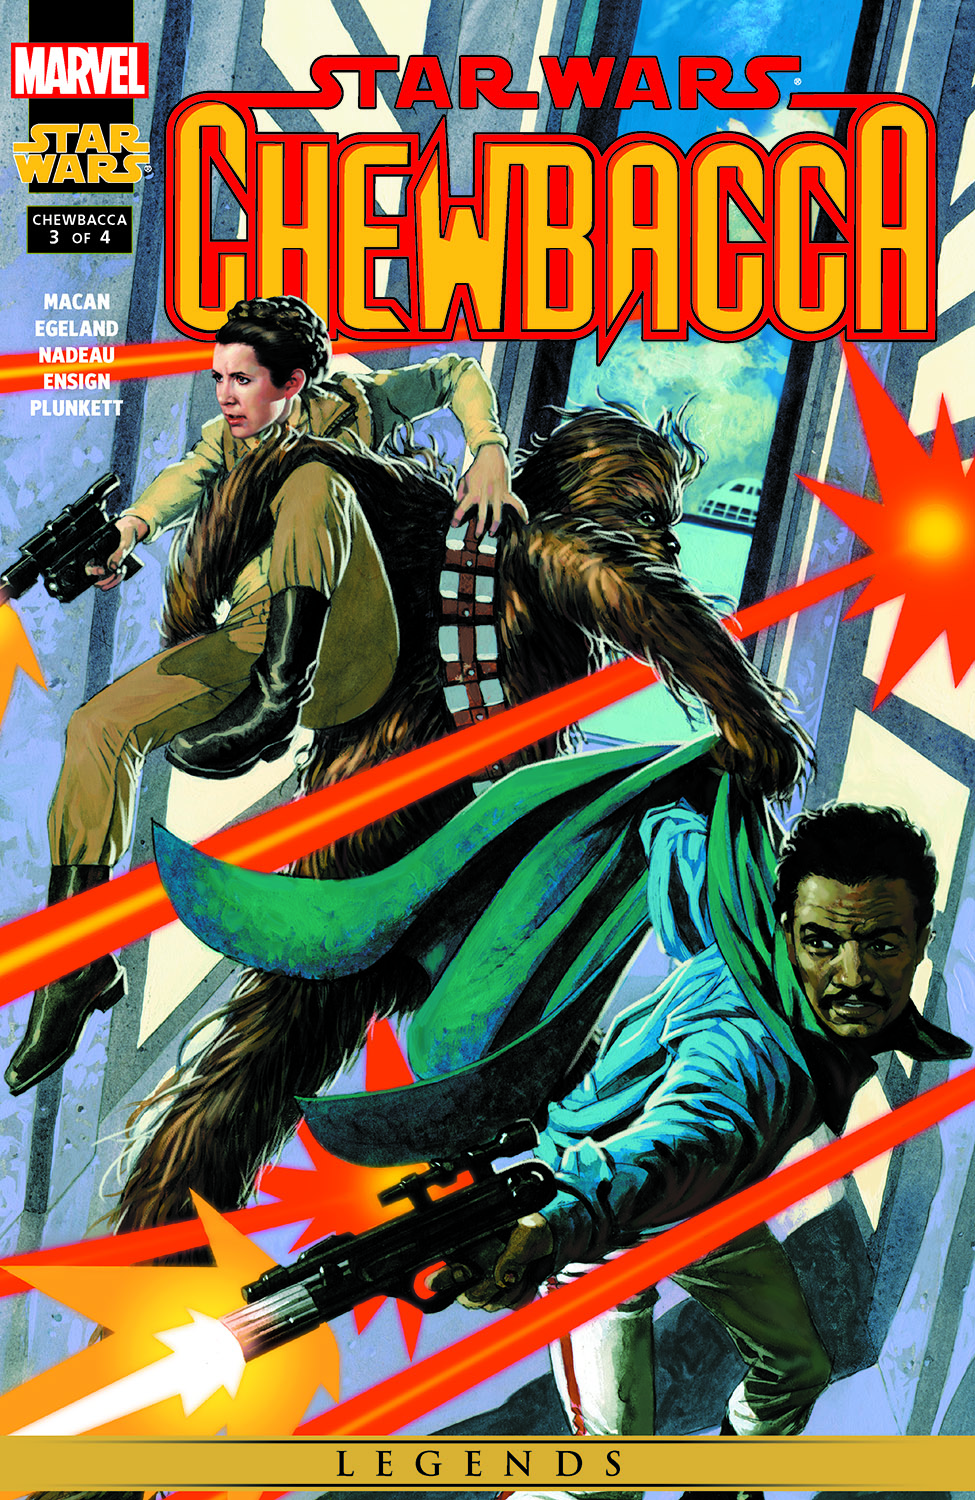 MARVEL
STAR
WARS®
CHEWBACCA
3 OF 4
MACAN
EGELAND
NADEAU
ENSIGN
PLUNKETT
STAR WARS®
CHEWBACCA
LEGENDS